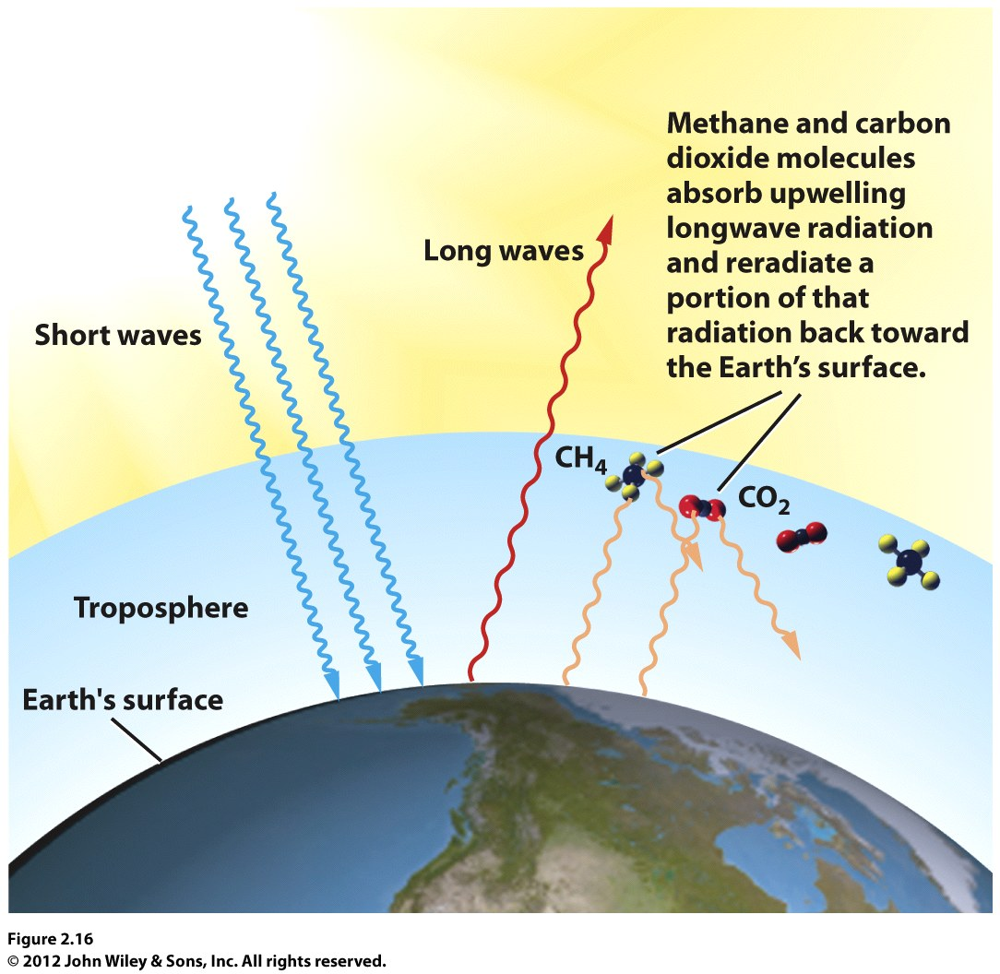 Methane and carbon
dioxide molecules
absorb upwelling
longwave radiation
and reradiate a
portion of that
radiation back toward
the Earth’s surface.
Long waves
Short waves
CH₄
CO₂
Troposphere
Earth's surface
Figure 2.16
© 2012 John Wiley & Sons, Inc. All rights reserved.